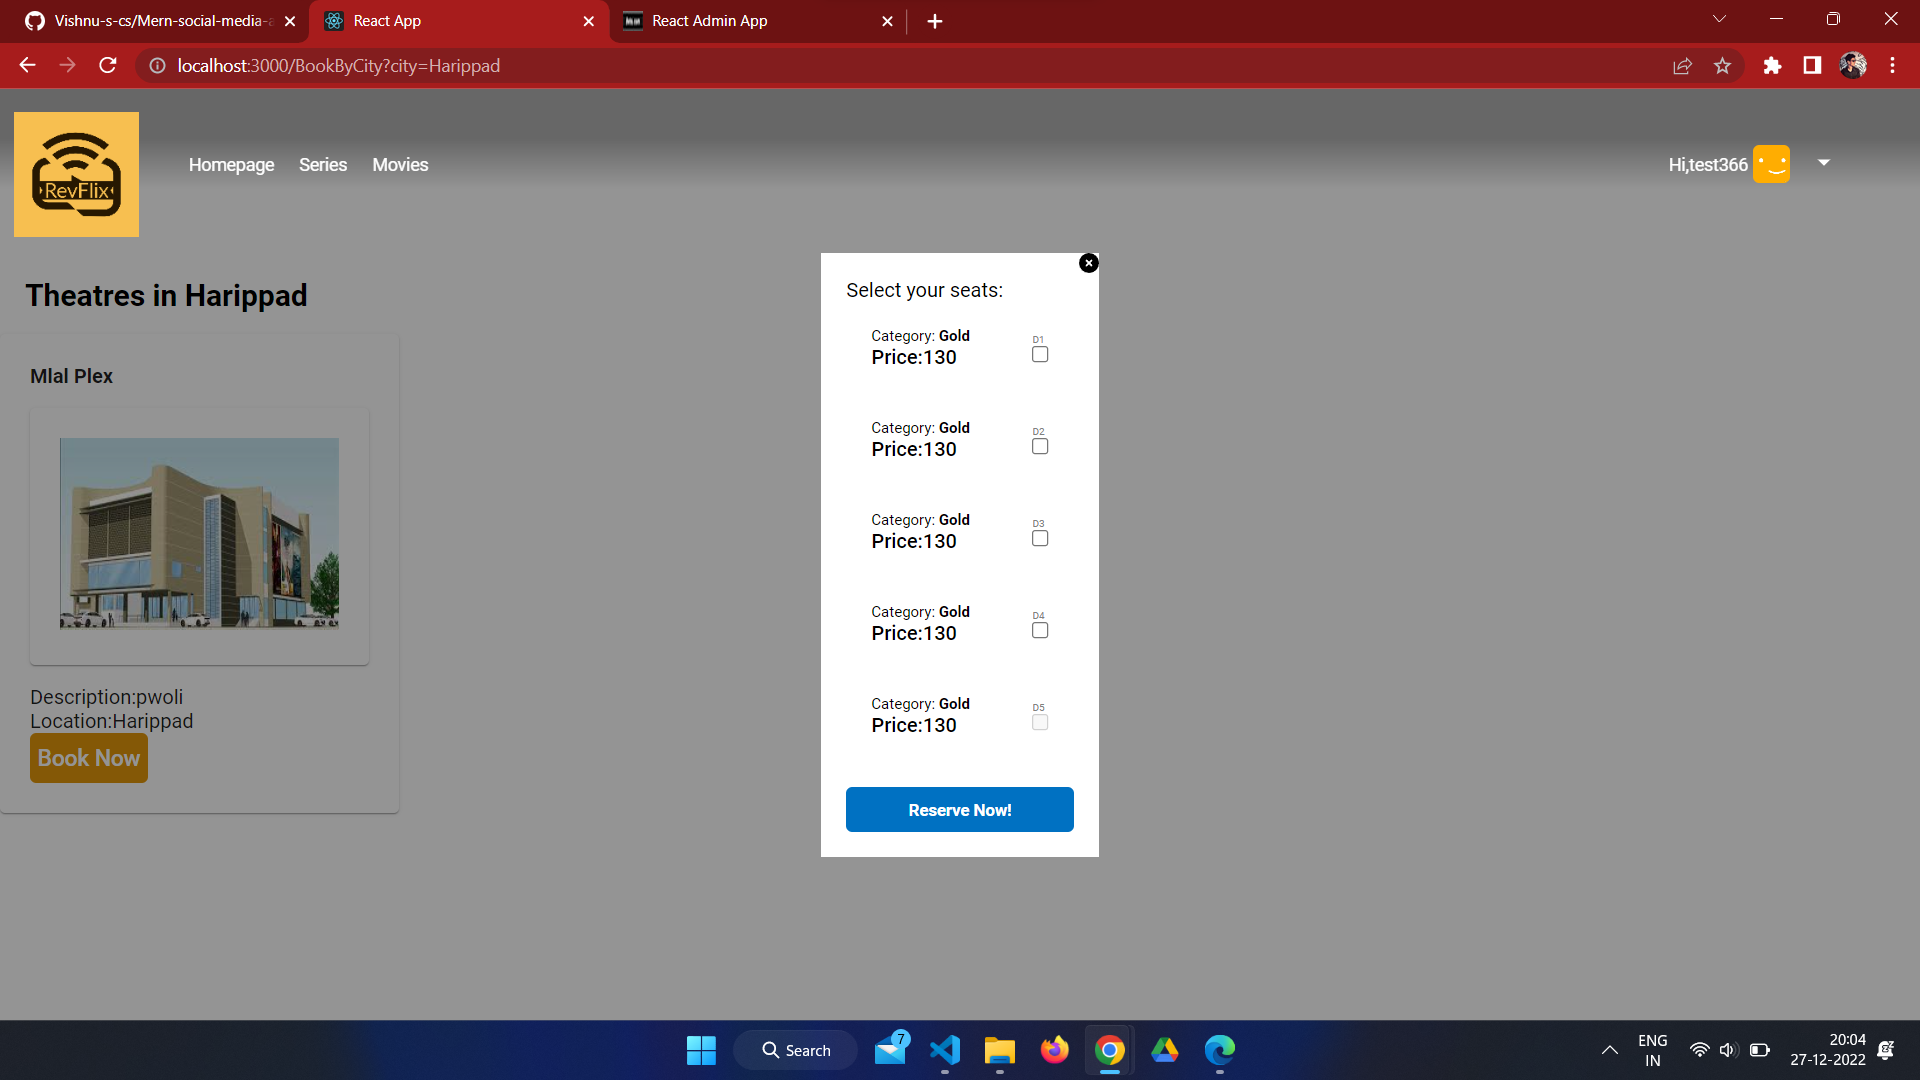 Vishnu-s-cs/Mern-social-media-a
React App
React Admin App
localhost:3000/BookByCity?city=Harippad
RevFlix
Homepage
Series
Movies
Hi,test366
Theatres in Harippad
Mlal Plex
Description:pwoli
Location:Harippad
Book Now
Select your seats:
Category: Gold
Price:130
D1
Category: Gold
Price:130
D2
Category: Gold
Price:130
D3
Category: Gold
Price:130
D4
Category: Gold
Price:130
D5
Reserve Now!
Search
7
ENG
IN
20:04
27-12-2022